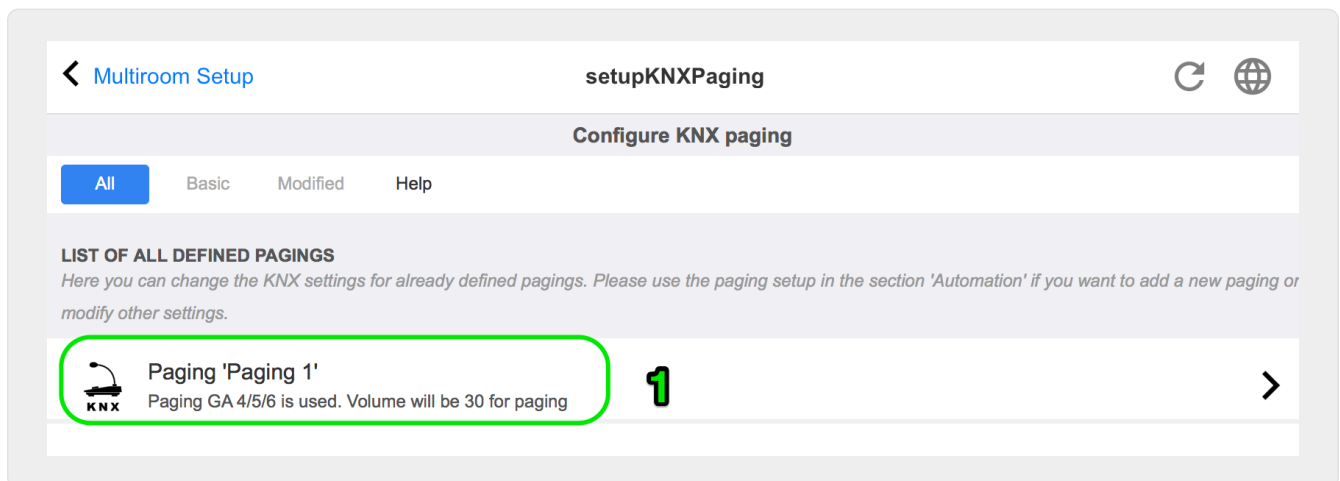 Multiroom Setup
setupKNXPaging
Configure KNX paging
All Basic Modified Help
LIST OF ALL DEFINED PAGINGS
Here you can change the KNX settings for already defined pagings. Please use the paging setup in the section 'Automation' if you want to add a new paging or
modify other settings.
Paging 'Paging 1'
KNX
Paging GA 4/5/6 is used. Volume will be 30 for paging
1